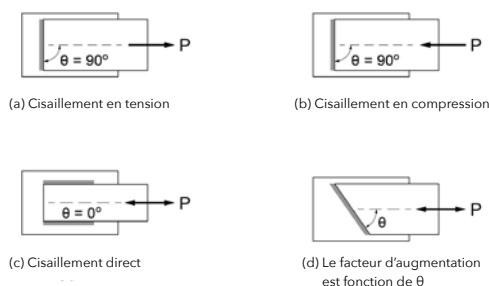 P
θ = 90°
(a) Cisaillement en tension
P
θ = 90°
(b) Cisaillement en compression
P
θ = 0°
(c) Cisaillement direct
P
θ
(d) Le facteur d'augmentation
est fonction de θ